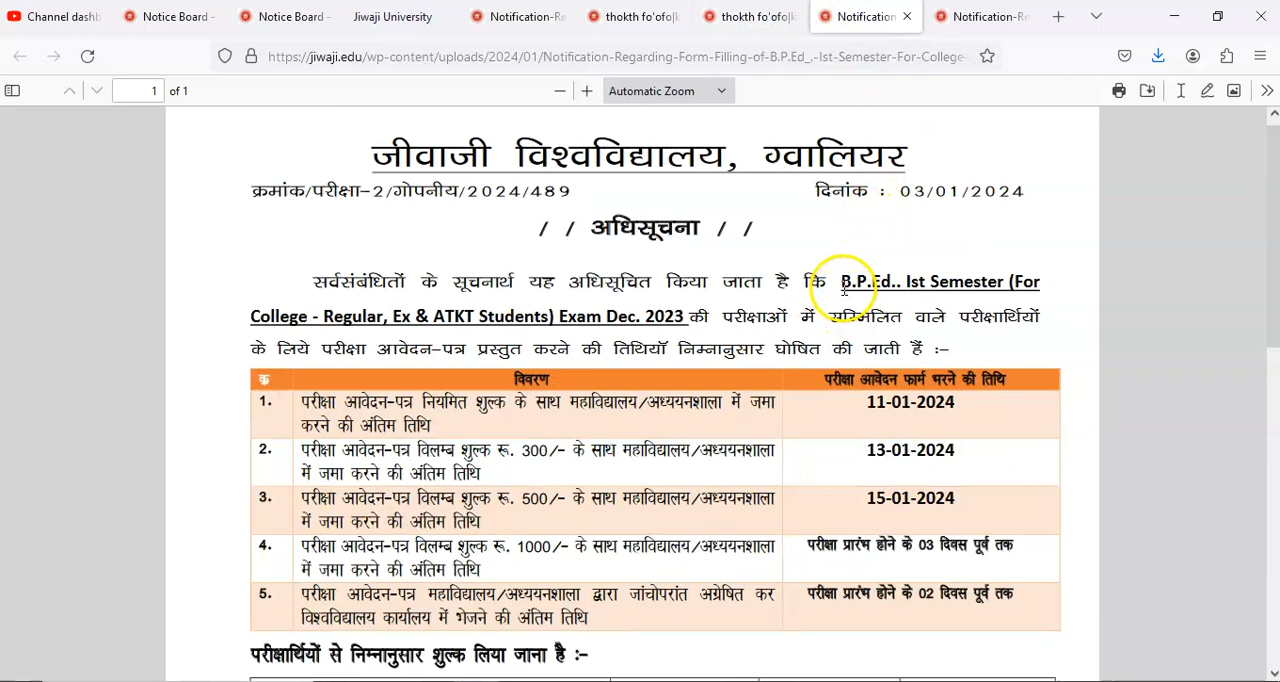 Channel dashb
Notice Board –
Notice Board –
Jiwaji University
Notification-Re
thokth fo'ofo|k
thokth fo'ofo|k
Notification
Notification-Re
https://jiwaji.edu/wp-content/uploads/2024/01/Notification-Regarding-Form-Filling-of-B.P.Ed_.-Ist-Semester-For-College-
1 of 1
Automatic Zoom
जीवाजी विश्वविद्यालय, ग्वालियर
क्रमांक/परीक्षा-2/गोपनीय/2024/489 दिनांक : 03/01/2024
/ / अधिसूचना / /
सर्वसंबंधितों के सूचनार्थ यह अधिसूचित किया जाता है कि B.P.Ed.. Ist Semester (For
College - Regular, Ex & ATKT Students) Exam Dec. 2023 की परीक्षाओं में सम्मिलित वाले परीक्षार्थियों
के लिये परीक्षा आवेदन-पत्र प्रस्तुत करने की तिथियॉं निम्नानुसार घोषित की जाती हैं :-
क विवरण परीक्षा आवेदन फार्म भरने की तिथि
1. परीक्षा आवेदन-पत्र नियमित शुल्क के साथ महाविद्यालय/अध्ययनशाला में जमा 11-01-2024
करने की अंतिम तिथि
2. परीक्षा आवेदन-पत्र विलम्ब शुल्क रू. 300/- के साथ महाविद्यालय/अध्ययनशाला 13-01-2024
में जमा करने की अंतिम तिथि
3. परीक्षा आवेदन-पत्र विलम्ब शुल्क रू. 500/- के साथ महाविद्यालय/अध्ययनशाला 15-01-2024
में जमा करने की अंतिम तिथि
4. परीक्षा आवेदन-पत्र विलम्ब शुल्क रू. 1000/- के साथ महाविद्यालय/अध्ययनशाला परीक्षा प्रारंभ होने के 03 दिवस पूर्व तक
में जमा करने की अंतिम तिथि
5. परीक्षा आवेदन-पत्र महाविद्यालय/अध्ययनशाला द्वारा जांचोपरांत अग्रेषित कर परीक्षा प्रारंभ होने के 02 दिवस पूर्व तक
विश्वविद्यालय कार्यालय में भेजने की अंतिम तिथि
परीक्षार्थियों से निम्नानुसार शुल्क लिया जाना है :-